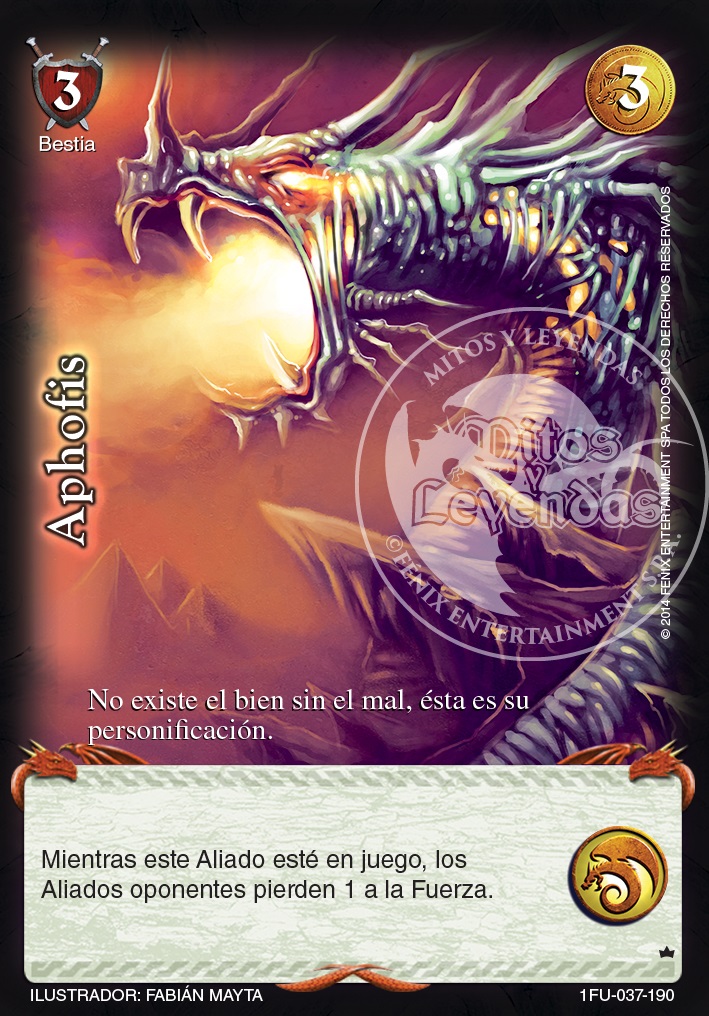 3
Bestia
3
Aphofis
MITOS Y LEYENDAS
Mitos
y
Leyendas
© FENIX ENTERTAINMENT S.P.A.
© 2014 FENIX ENTERTAINMENT SPA TODOS LOS DERECHOS RESERVADOS
No existe el bien sin el mal, ésta es su
personificación.
Mientras este Aliado esté en juego, los
Aliados oponentes pierden 1 a la Fuerza.
ILUSTRADOR: FABIÁN MAYTA
1FU-037-190